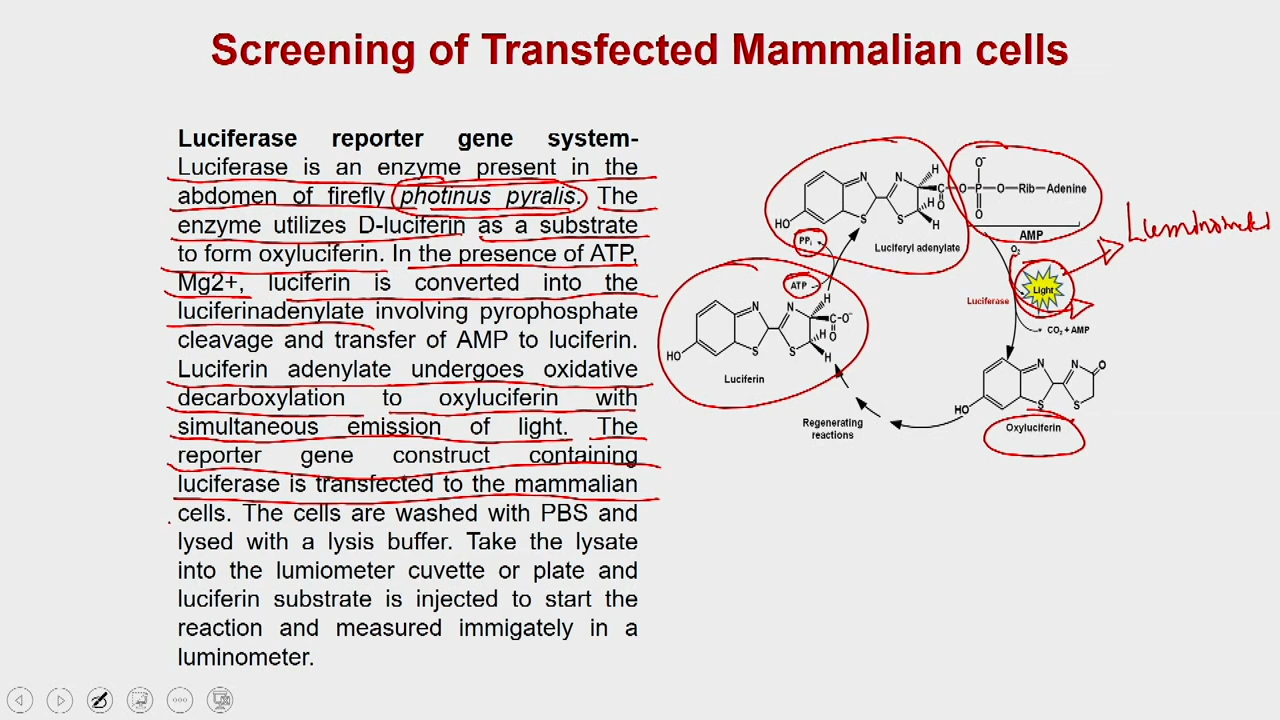 Screening of Transfected Mammalian cells
Luciferase reporter gene system-
Luciferase is an enzyme present in the
abdomen of firefly photinus pyralis. The
enzyme utilizes D-luciferin as a substrate
to form oxyluciferin. In the presence of ATP,
Mg2+, luciferin is converted into the
luciferinadenylate involving pyrophosphate
cleavage and transfer of AMP to luciferin.
Luciferin adenylate undergoes oxidative
decarboxylation to oxyluciferin with
simultaneous emission of light. The
reporter gene construct containing
luciferase is transfected to the mammalian
cells. The cells are washed with PBS and
lysed with a lysis buffer. Take the lysate
into the lumiometer cuvette or plate and
luciferin substrate is injected to start the
reaction and measured immigately in a
luminometer.
H
O⁻
N N C O P O Rib Adenine
H O
HO S S H O
Luciferyl adenylate
AMP
PPi
O₂
ATP
Light
Luciferase
CO₂ + AMP
H
N N C O⁻
H O
HO S S H
Luciferin
N N O
HO S S
Oxyluciferin
Regenerating
reactions